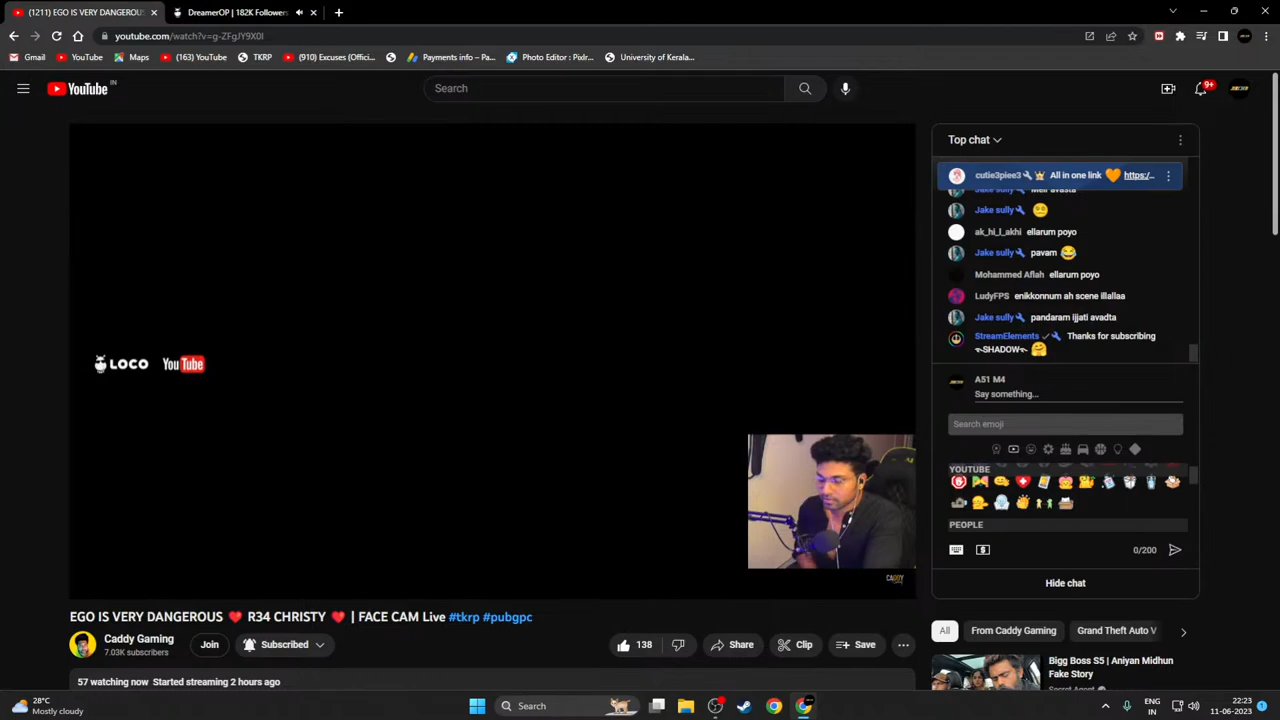 (1211) EGO IS VERY DANGEROUS
DreamerOP | 182K Followers
youtube.com/watch?v=g-ZFgJY9X0I
Gmail
YouTube
Maps
(163) YouTube
TKRP
(910) Excuses (Offici...
Payments info – Pa...
Photo Editor : Pixlr...
University of Kerala...
YouTube IN
Search
9+
Top chat
cutie3piee3 All in one link https:/...
Jake sully
ak_hi_l_akhi ellarum poyo
Jake sully pavam
Mohammed Aflah ellarum poyo
LudyFPS enikkonnum ah scene illallaa
Jake sully pandaram ijjati avadta
StreamElements Thanks for subscribing
SHADOW
A51 M4
Say something...
Search emoji
YOUTUBE
PEOPLE
0/200
Hide chat
LOCO YouTube
CADDY
EGO IS VERY DANGEROUS R34 CHRISTY | FACE CAM Live #tkrp #pubgpc
Caddy Gaming
7.03K subscribers
Join
Subscribed
138
Share
Clip
Save
57 watching now Started streaming 2 hours ago
All
From Caddy Gaming
Grand Theft Auto V
Bigg Boss S5 | Aniyan Midhun
Fake Story
Secret Agent
28°C
Mostly cloudy
Search
ENG
IN
22:23
11-06-2023